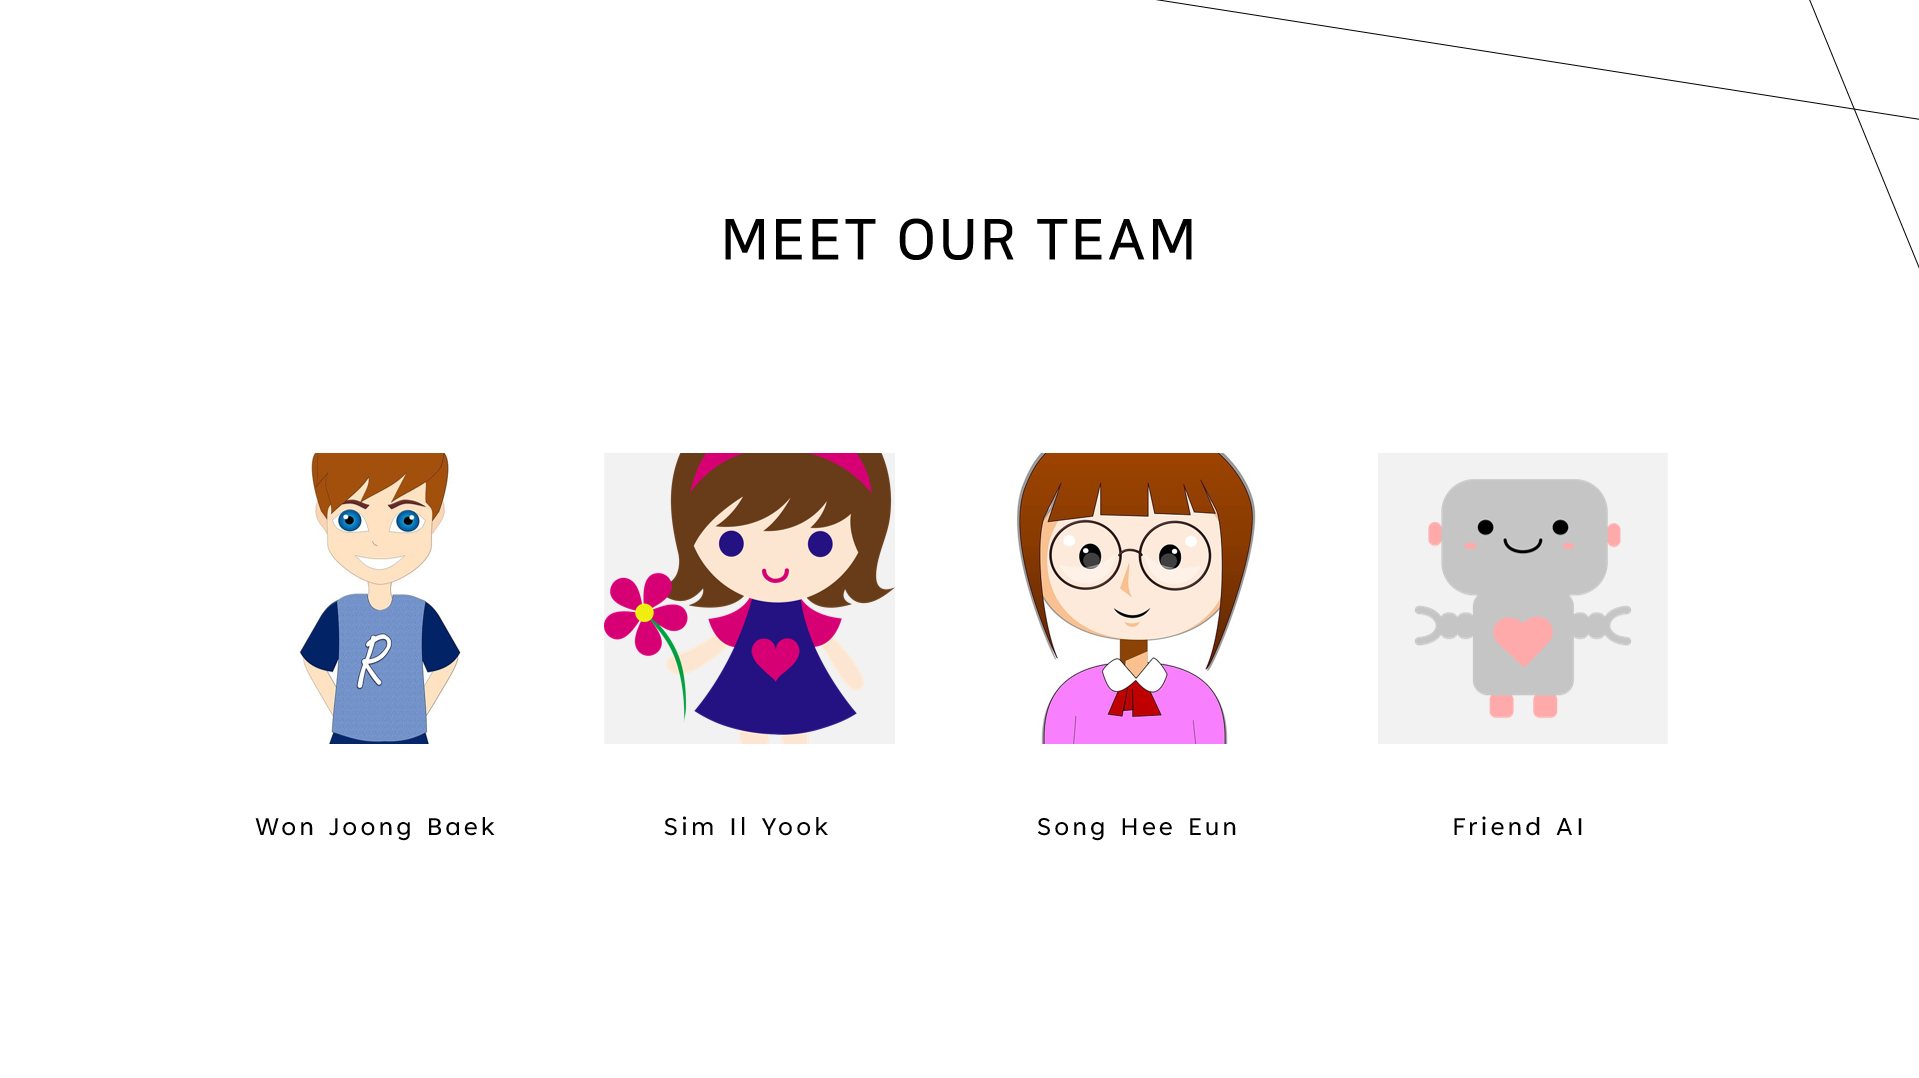 MEET OUR TEAM
R
Won Joong Baek
Sim Il Yook
Song Hee Eun
Friend AI